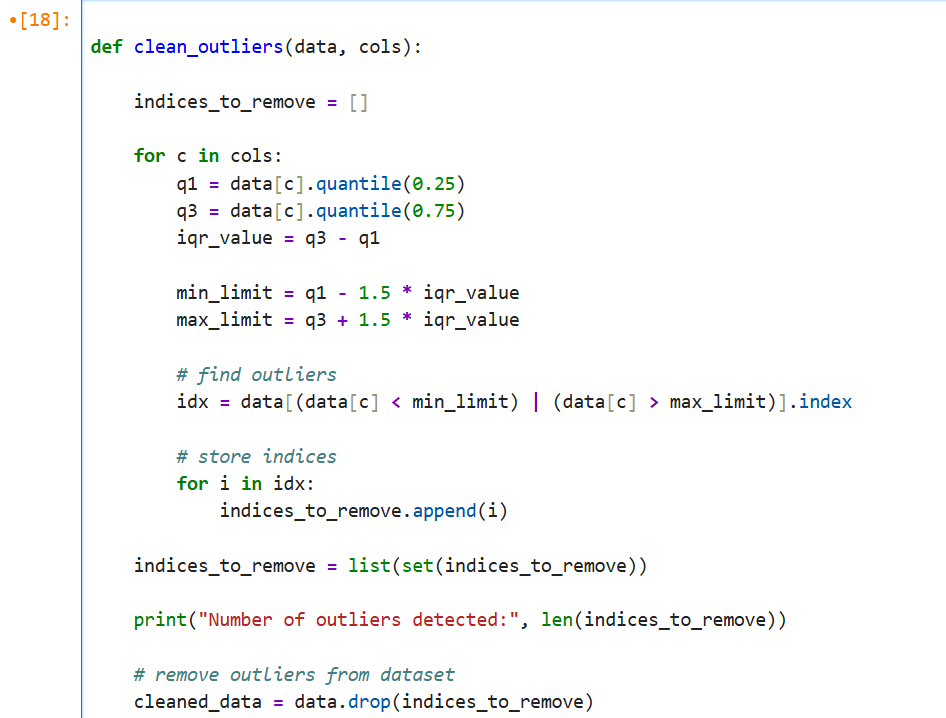 •[18]:
def clean_outliers(data, cols):
indices_to_remove = []
for c in cols:
q1 = data[c].quantile(0.25)
q3 = data[c].quantile(0.75)
iqr_value = q3 - q1
min_limit = q1 - 1.5 * iqr_value
max_limit = q3 + 1.5 * iqr_value
# find outliers
idx = data[(data[c] < min_limit) | (data[c] > max_limit)].index
# store indices
for i in idx:
indices_to_remove.append(i)
indices_to_remove = list(set(indices_to_remove))
print("Number of outliers detected:", len(indices_to_remove))
# remove outliers from dataset
cleaned_data = data.drop(indices_to_remove)